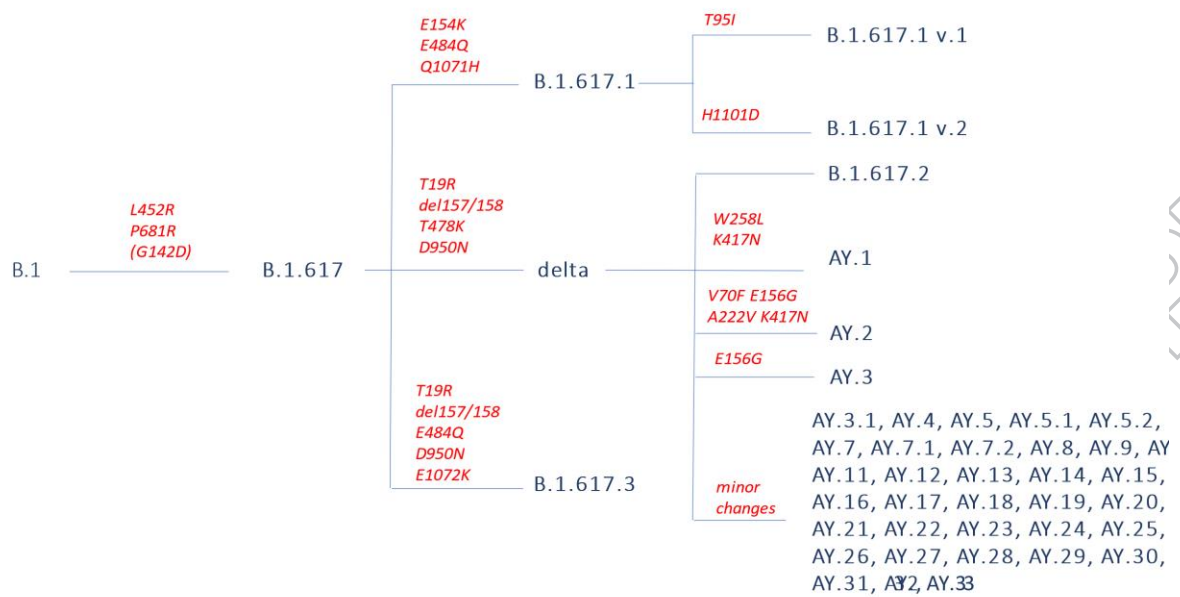 E154K
E484Q
Q1071H
B.1.617.1
T95I
B.1.617.1 v.1
H1101D
B.1.617.1 v.2
B.1
L452R
P681R
(G142D)
B.1.617
T19R
del157/158
T478K
D950N
delta
B.1.617.2
W258L
K417N
AY.1
V70F E156G
A222V K417N
AY.2
E156G
AY.3
T19R
del157/158
E484Q
D950N
E1072K
B.1.617.3
minor
changes
AY.3.1, AY.4, AY.5, AY.5.1, AY.5.2,
AY.7, AY.7.1, AY.7.2, AY.8, AY.9, AY
AY.11, AY.12, AY.13, AY.14, AY.15,
AY.16, AY.17, AY.18, AY.19, AY.20,
AY.21, AY.22, AY.23, AY.24, AY.25,
AY.26, AY.27, AY.28, AY.29, AY.30,
AY.31, AY.32, AY.33